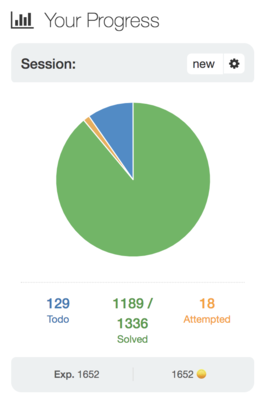 Your Progress
Session:
new
129
Todo
1189 /
1336
Solved
18
Attempted
Exp. 1652
1652